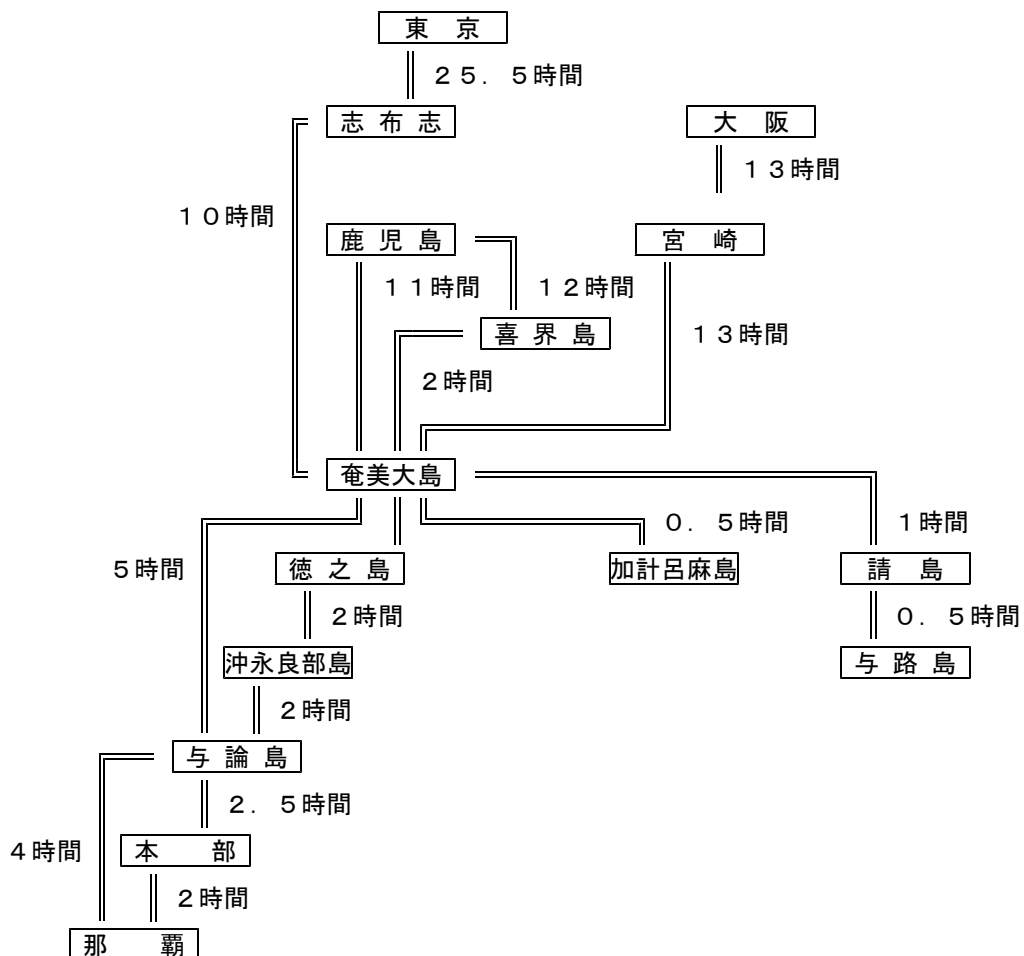 東 京
２５．５時間
志 布 志
大 阪
１３時間
１０時間
鹿 児 島
宮 崎
１１時間
１２時間
喜 界 島
１３時間
２時間
奄美大島
０．５時間
１時間
５時間
徳 之 島
加計呂麻島
請 島
２時間
０．５時間
沖永良部島
与 路 島
２時間
与 論 島
２．５時間
４時間
本 部
２時間
那 覇